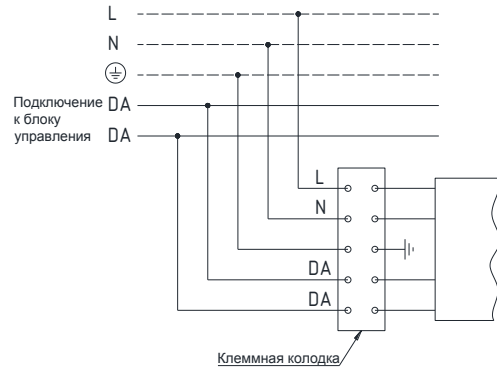 L
N
Подключение
к блоку
управления
DA
DA
L
N
DA
DA
Клеммная колодка